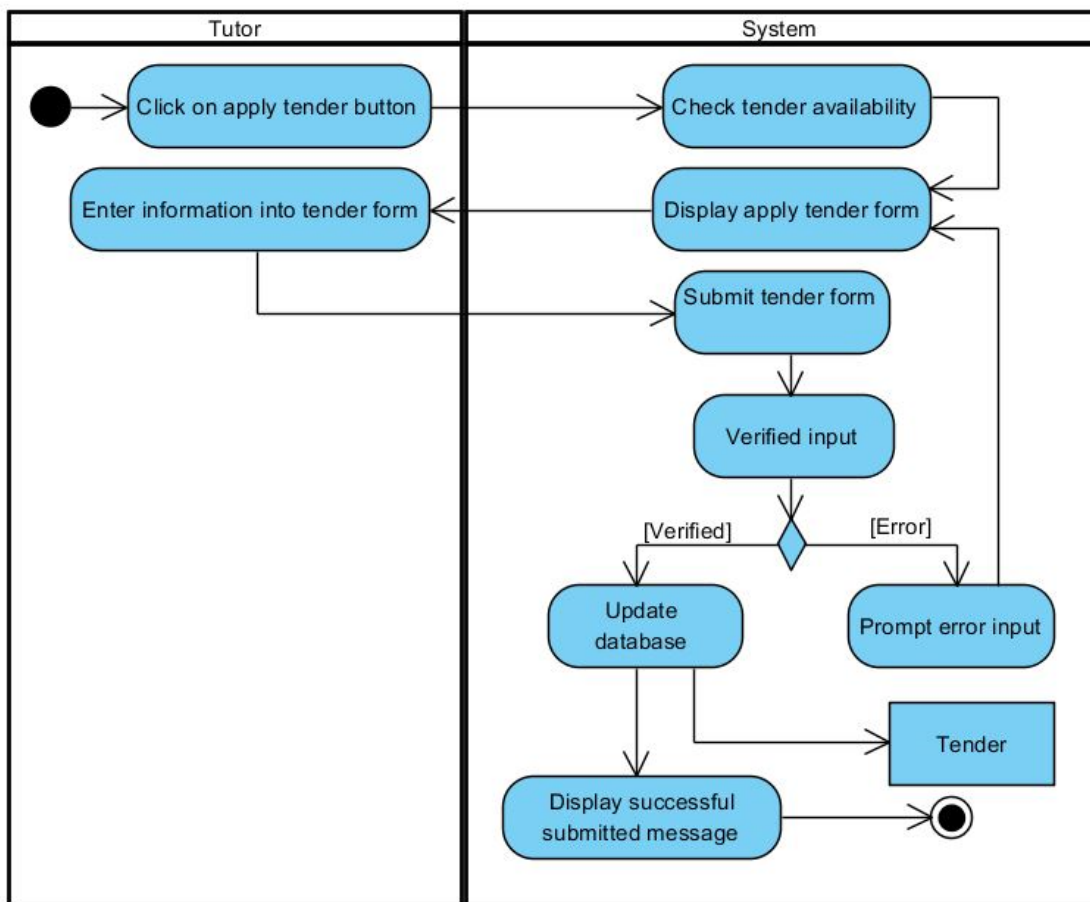 Tutor
System
Click on apply tender button
Check tender availability
Enter information into tender form
Display apply tender form
Submit tender form
Verified input
[Verified]
[Error]
Update
database
Prompt error input
Tender
Display successful
submitted message